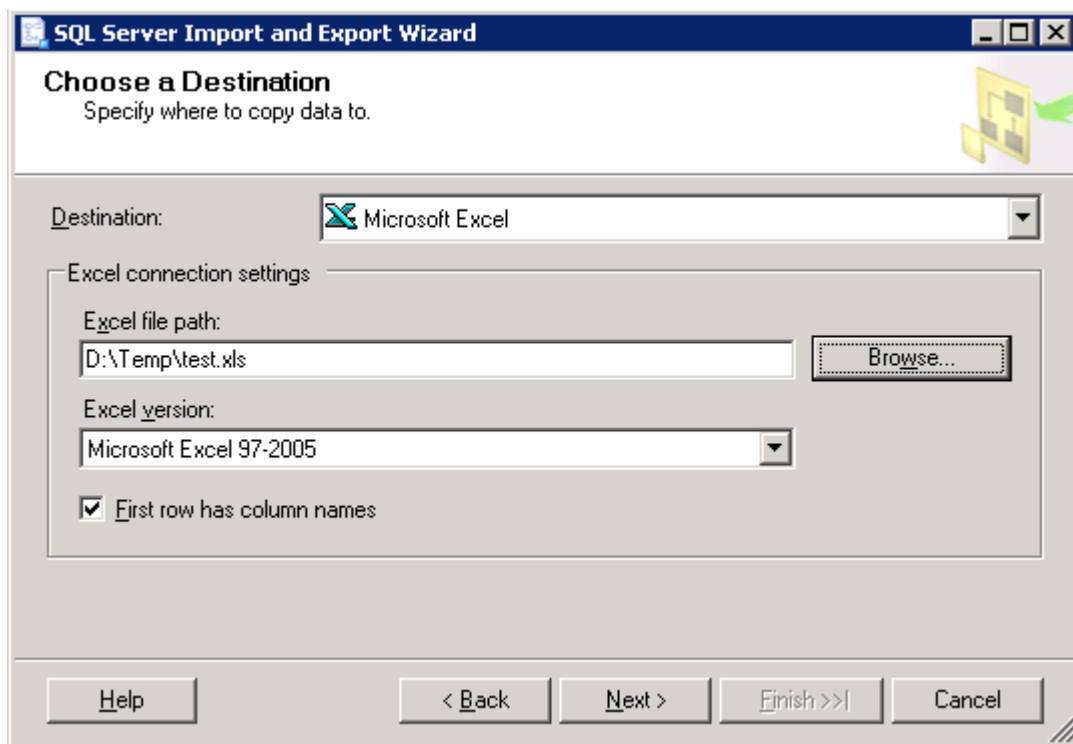 SQL Server Import and Export Wizard
Choose a Destination
Specify where to copy data to.
Destination:
Microsoft Excel
Excel connection settings
Excel file path:
D:\Temp\test.xls
Browse...
Excel version:
Microsoft Excel 97-2005
First row has column names
Help
< Back
Next >
Finish >>|
Cancel